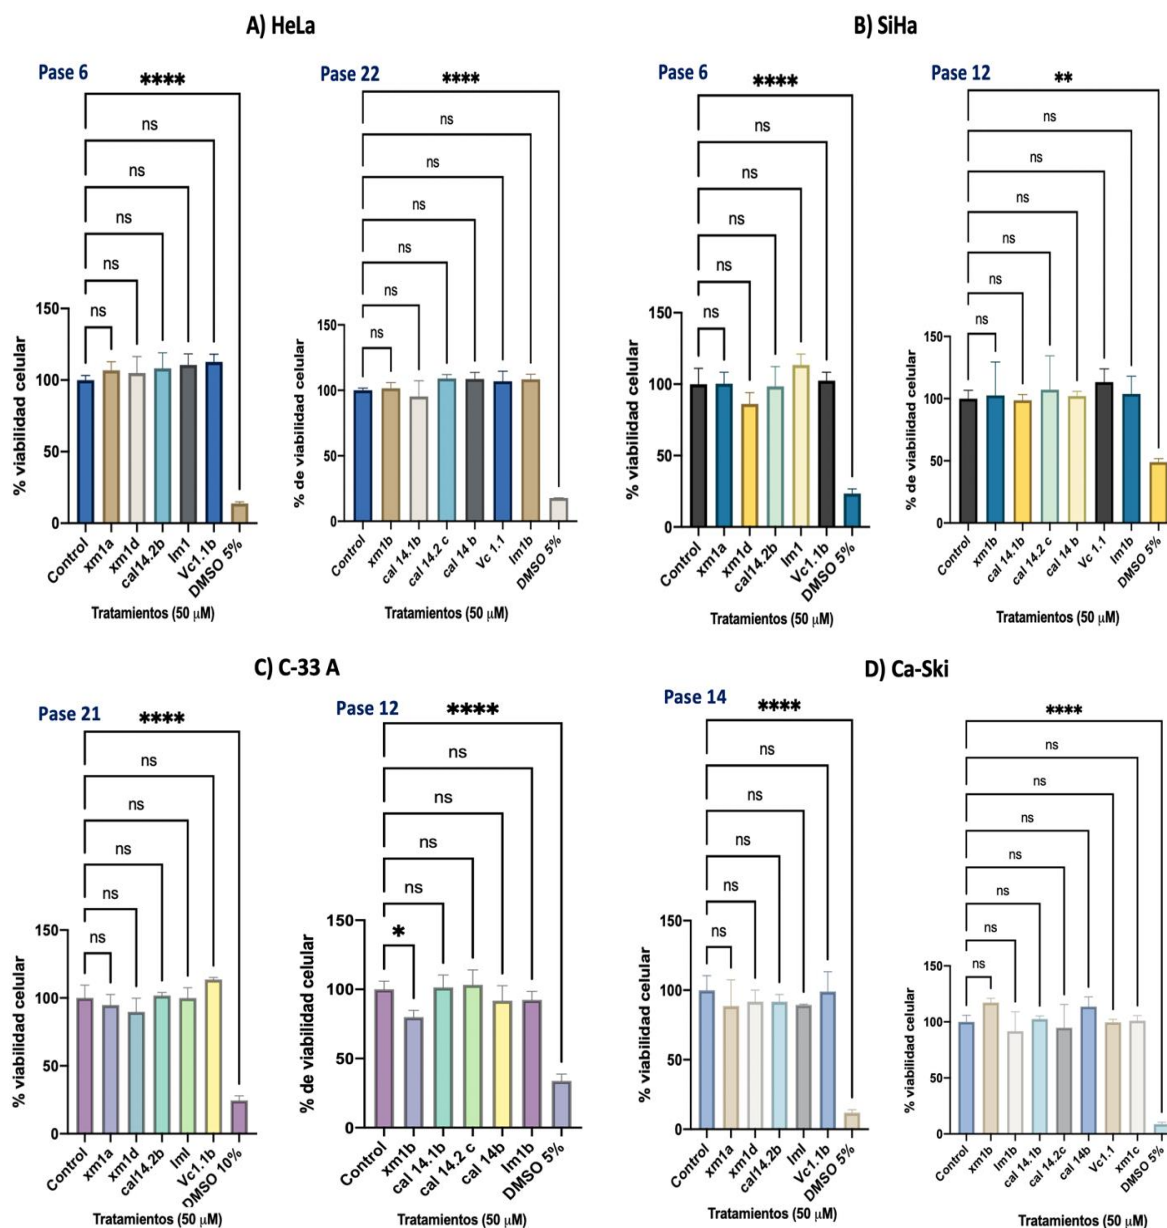 A) HeLa
Pase 6
****
ns
ns
ns
ns
ns
% viabilidad celular
150
100
50
0
Control
xm1a
xm1d
cal14.2b
Im1
Vc1.1b
DMSO 5%
Tratamientos (50 μM)
Pase 22
****
ns
ns
ns
ns
ns
ns
% de viabilidad celular
150
100
50
0
Control
xm1b
cal 14.1b
cal 14.2 c
cal 14 b
Vc 1.1
Im1b
DMSO 5%
Tratamientos (50 μM)
B) SiHa
Pase 6
****
ns
ns
ns
ns
ns
% viabilidad celular
150
100
50
0
Control
xm1a
xm1d
cal14.2b
Im1
Vc1.1b
DMSO 5%
Tratamientos (50 μM)
Pase 12
**
ns
ns
ns
ns
ns
ns
% de viabilidad celular
150
100
50
0
Control
xm1b
cal 14.1b
cal 14.2 c
cal 14 b
Vc 1.1
Im1b
DMSO 5%
Tratamientos (50 μM)
C) C-33 A
Pase 21
****
ns
ns
ns
ns
ns
% viabilidad celular
150
100
50
0
Control
xm1a
xm1d
cal14.2b
ImI
Vc1.1b
DMSO 10%
Tratamientos (50 μM)
Pase 12
****
ns
ns
ns
ns
*
% de viabilidad celular
150
100
50
0
Control
xm1b
cal 14.1b
cal 14.2 c
cal 14b
Im1b
DMSO 5%
Tratamientos (50 μM)
D) Ca-Ski
Pase 14
****
ns
ns
ns
ns
ns
% viabilidad celular
150
100
50
0
Control
xm1a
xm1d
cal14.2b
ImI
Vc1.1b
DMSO 5%
Tratamientos (50 μM)
****
ns
ns
ns
ns
ns
ns
ns
% viabilidad celular
150
100
50
0
Control
xm1b
Im1b
cal 14.1b
cal 14.2c
cal 14b
Vc1.1
xm1c
DMSO 5%
Tratamientos (50 μM)